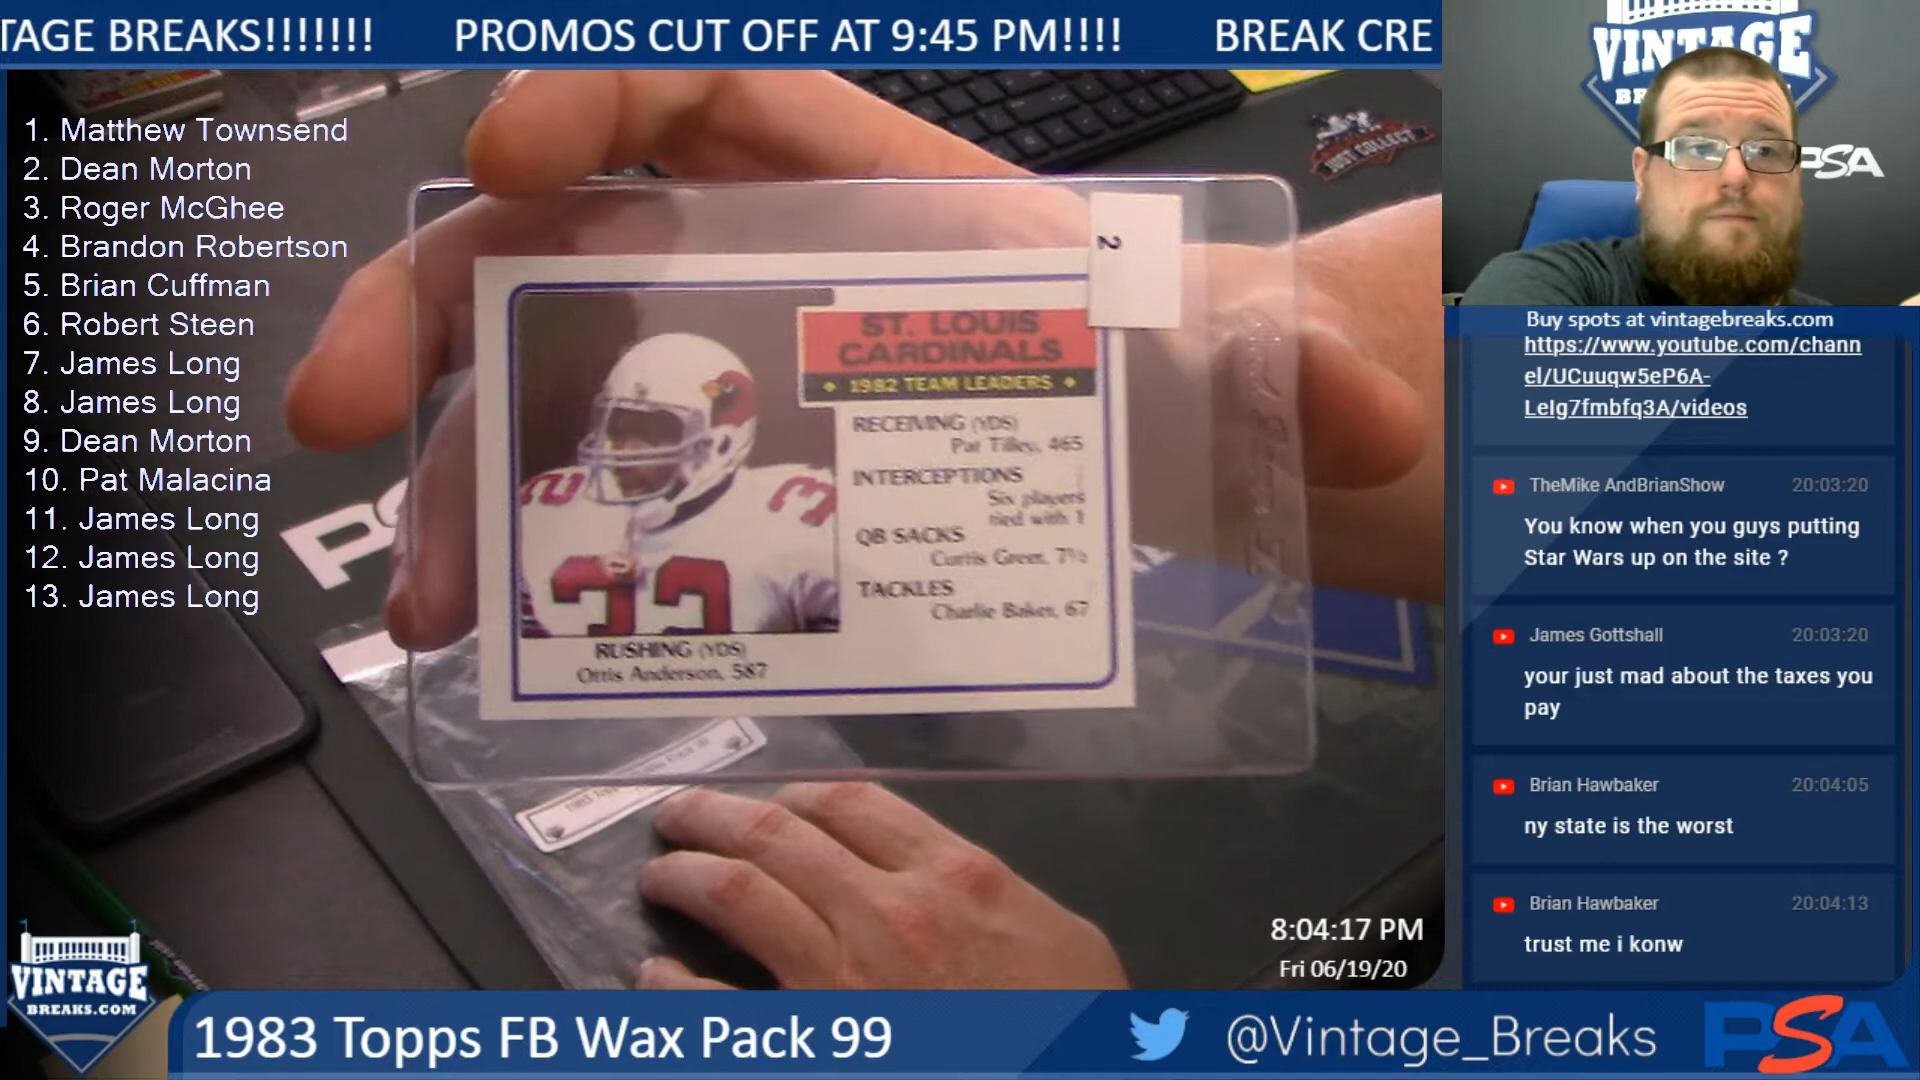 TAGE BREAKS!!!!!!! PROMOS CUT OFF AT 9:45 PM!!!! BREAK CRE
VINTAGE
PSA
1. Matthew Townsend
2. Dean Morton
3. Roger McGhee
4. Brandon Robertson
5. Brian Cuffman
6. Robert Steen
7. James Long
8. James Long
9. Dean Morton
10. Pat Malacina
11. James Long
12. James Long
13. James Long
JUST COLLECT
2
ST. LOUIS
CARDINALS
1982 TEAM LEADERS
RECEIVING (YDS)
Pat Tilley, 465
INTERCEPTIONS
Six players
tied with 1
QB SACKS
Curtis Greer, 7½
TACKLES
Charlie Baker, 67
32
3
32
RUSHING (YDS)
Ottis Anderson, 587
Buy spots at vintagebreaks.com
https://www.youtube.com/chann
el/UCuuqw5eP6A-
LeIg7fmbfq3A/videos
TheMike AndBrianShow 20:03:20
You know when you guys putting
Star Wars up on the site ?
James Gottshall 20:03:20
your just mad about the taxes you
pay
Brian Hawbaker 20:04:05
ny state is the worst
Brian Hawbaker 20:04:13
trust me i konw
8:04:17 PM
Fri 06/19/20
VINTAGE
BREAKS.COM
1983 Topps FB Wax Pack 99
@Vintage_Breaks
PSA